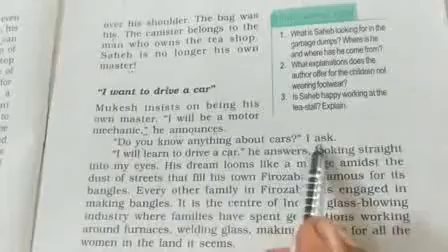 over his shoulder. The bag was
his. The canister belongs to the
man who owns the tea shop.
Saheb is no longer his own
master!
1. What is Saheb looking for in the
garbage dumps? Where is he
and where has he come from?
2. What explanations does the
author offer for the children not
wearing footwear?
3. Is Saheb happy working at the
tea-stall? Explain.
"I want to drive a car"
Mukesh insists on being his own
master. "I will be a motor
mechanic," he announces.
"Do you know anything about cars?" I ask.
"I will learn to drive a car," he answers, looking straight
into my eyes. His dream looms like a amidst the
dust of streets that fill his town famous for its
bangles. Every other family in is engaged in
making bangles. It is the centre of glass-blowing
industry where families have spent working
around furnaces, welding glass, making for all the
women in the land it seems.